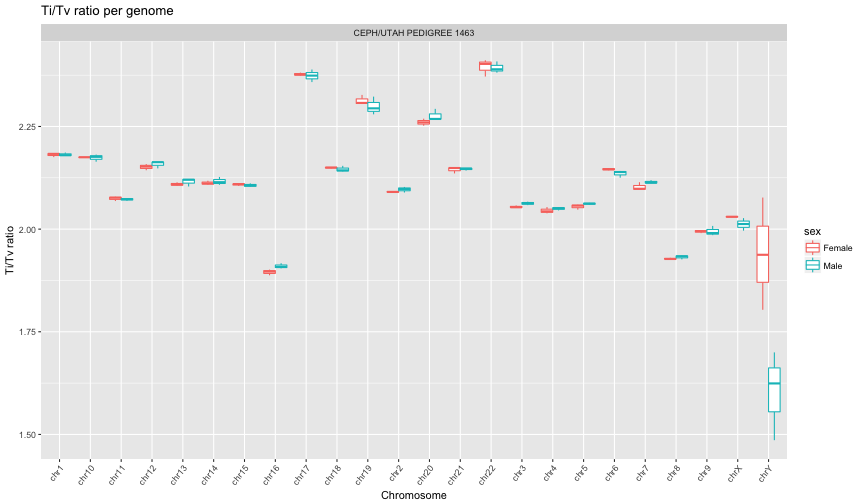 Ti/Tv ratio per genome
CEPH/UTAH PEDIGREE 1463
Ti/Tv ratio
2.25
2.00
1.75
1.50
chr1
chr10
chr11
chr12
chr13
chr14
chr15
chr16
chr17
chr18
chr19
chr2
chr20
chr21
chr22
chr3
chr4
chr5
chr6
chr7
chr8
chr9
chrX
chrY
Chromosome
sex
Female
Male